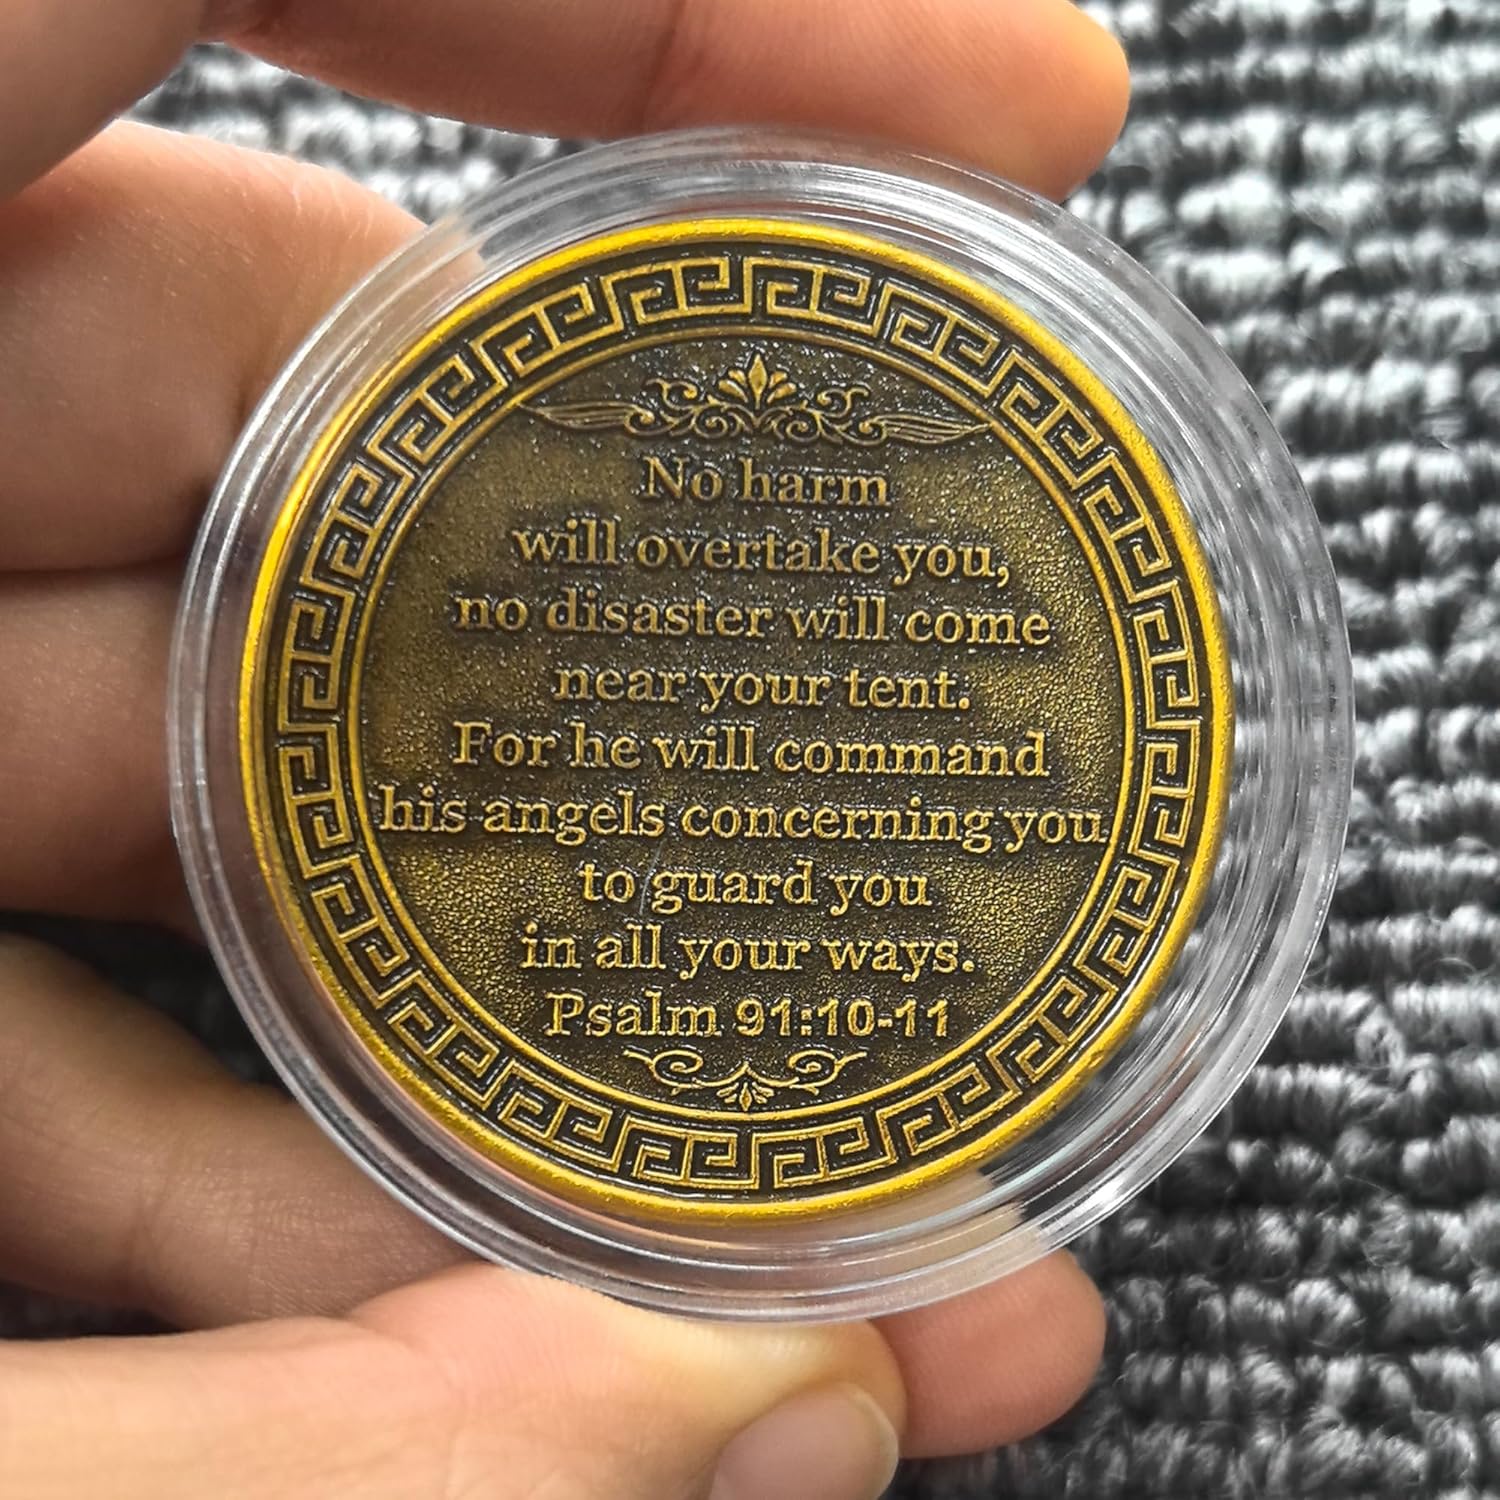 No harm
will overtake you,
no disaster will come
near your tent.
For he will command
his angels concerning you
to guard you
in all your ways.
Psalm 91:10-11